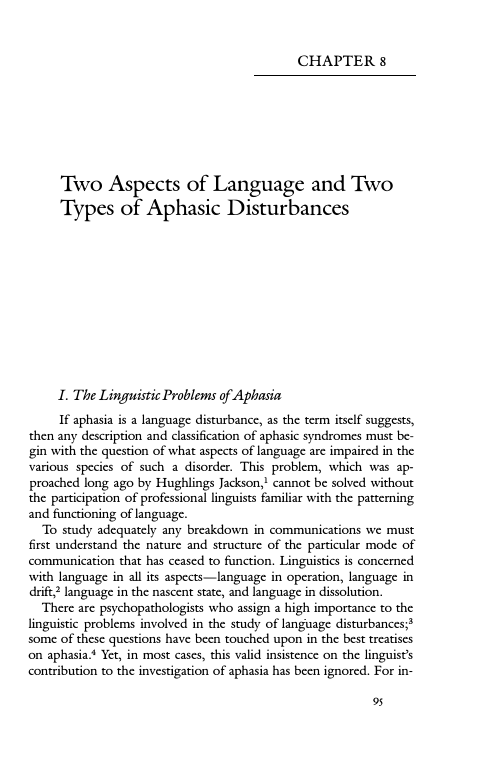 CHAPTER 8
Two Aspects of Language and Two
Types of Aphasic Disturbances
I. The Linguistic Problems of Aphasia
If aphasia is a language disturbance, as the term itself suggests,
then any description and classification of aphasic syndromes must be-
gin with the question of what aspects of language are impaired in the
various species of such a disorder. This problem, which was ap-
proached long ago by Hughlings Jackson,¹ cannot be solved without
the participation of professional linguists familiar with the patterning
and functioning of language.
To study adequately any breakdown in communications we must
first understand the nature and structure of the particular mode of
communication that has ceased to function. Linguistics is concerned
with language in all its aspects—language in operation, language in
drift,² language in the nascent state, and language in dissolution.
There are psychopathologists who assign a high importance to the
linguistic problems involved in the study of language disturbances;³
some of these questions have been touched upon in the best treatises
on aphasia.⁴ Yet, in most cases, this valid insistence on the linguist's
contribution to the investigation of aphasia has been ignored. For in-
95